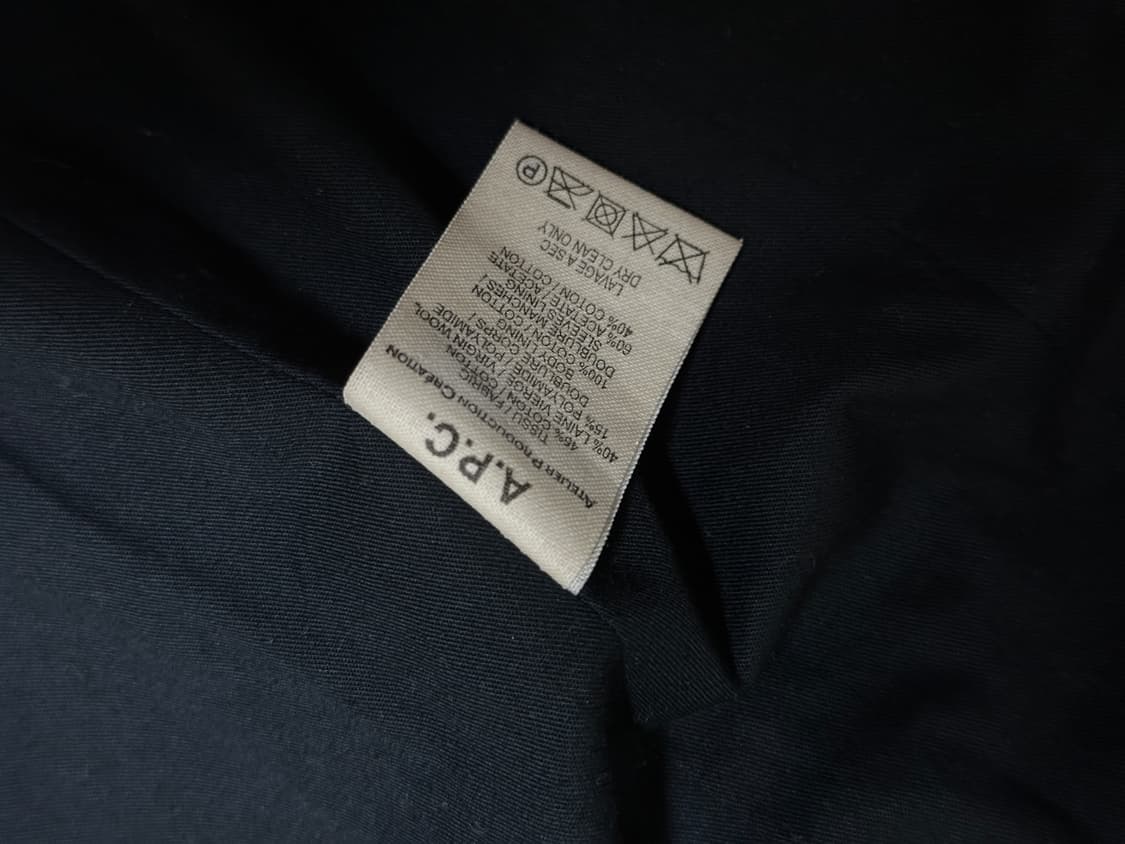 A.P.C.
ATELIER PRODUCTION CRÉATION
TISSU / FABRIC
45% COTON / COTTON
40% LAINE VIERGE / VIRGIN WOOL
15% POLYAMIDE / POLYAMIDE
DOUBLURE CORPS /
BODY LINING
100% COTON / COTTON
DOUBLURE MANCHES /
SLEEVES LINING
60% ACETATE / ACETATE
40% COTON / COTTON
LAVAGE A SEC
DRY CLEAN ONLY
P